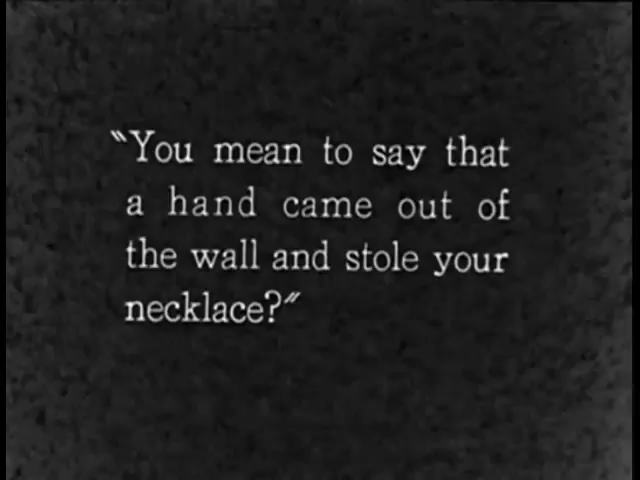 "You mean to say that
a hand came out of
the wall and stole your
necklace?"